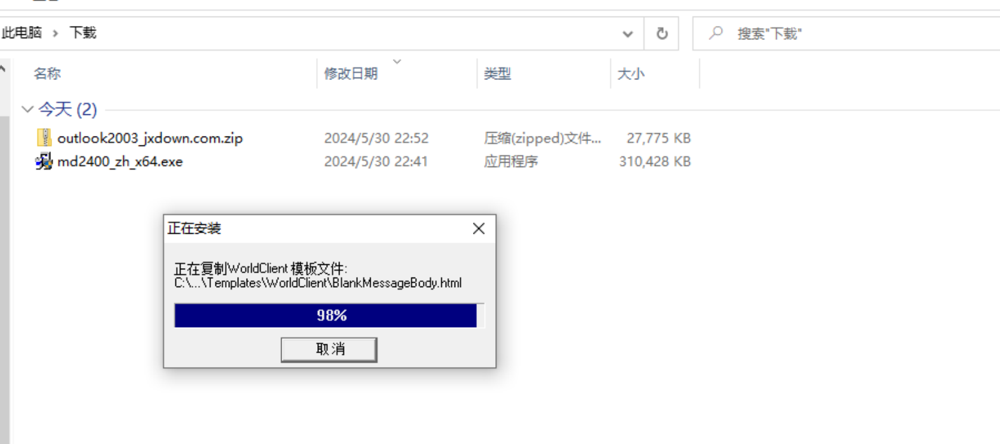 此电脑 › 下载
搜索"下载"
名称 修改日期 类型 大小
今天 (2)
outlook2003_jxdown.com.zip 2024/5/30 22:52 压缩(zipped)文件... 27,775 KB
md2400_zh_x64.exe 2024/5/30 22:41 应用程序 310,428 KB
正在安装
正在复制WorldClient 模板文件:
C:\...\Templates\WorldClient\BlankMessageBody.html
98%
取消